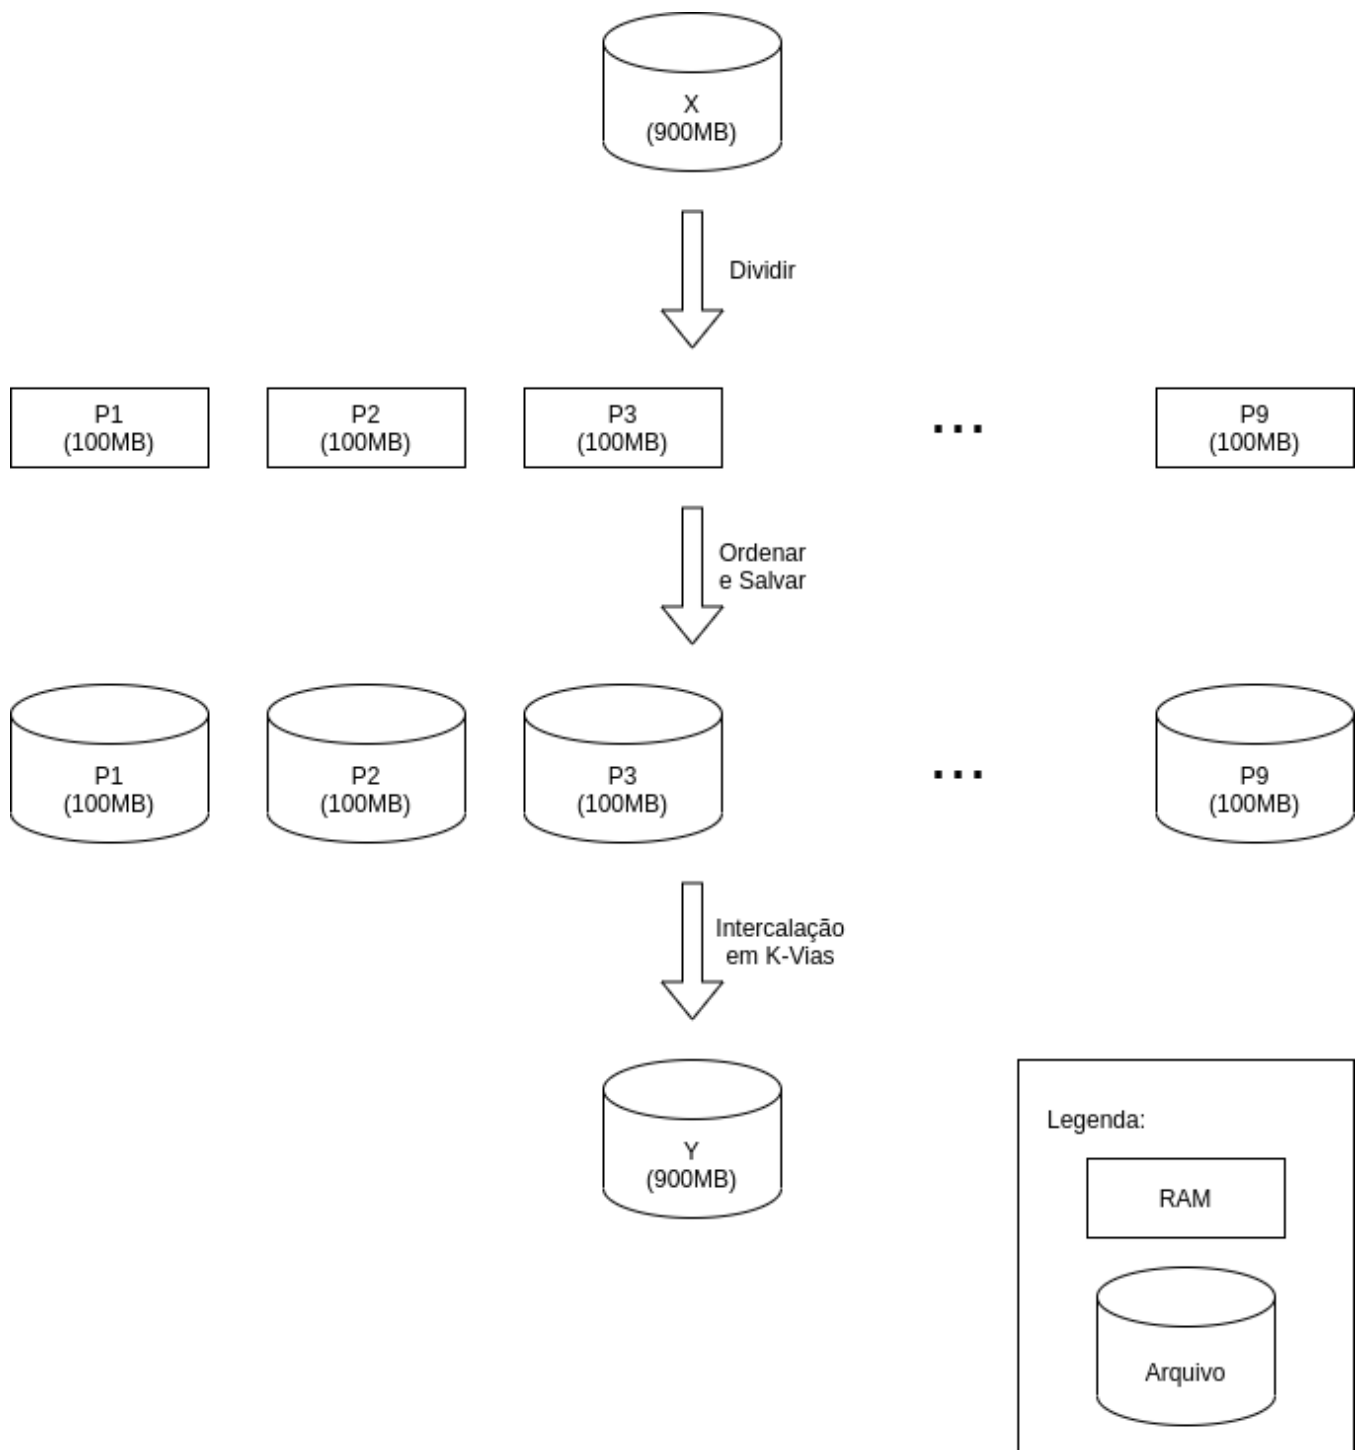 X
(900MB)
Dividir
P1
(100MB)
P2
(100MB)
P3
(100MB)
...
P9
(100MB)
Ordenar
e Salvar
P1
(100MB)
P2
(100MB)
P3
(100MB)
...
P9
(100MB)
Intercalação
em K-Vias
Y
(900MB)
Legenda:
RAM
Arquivo